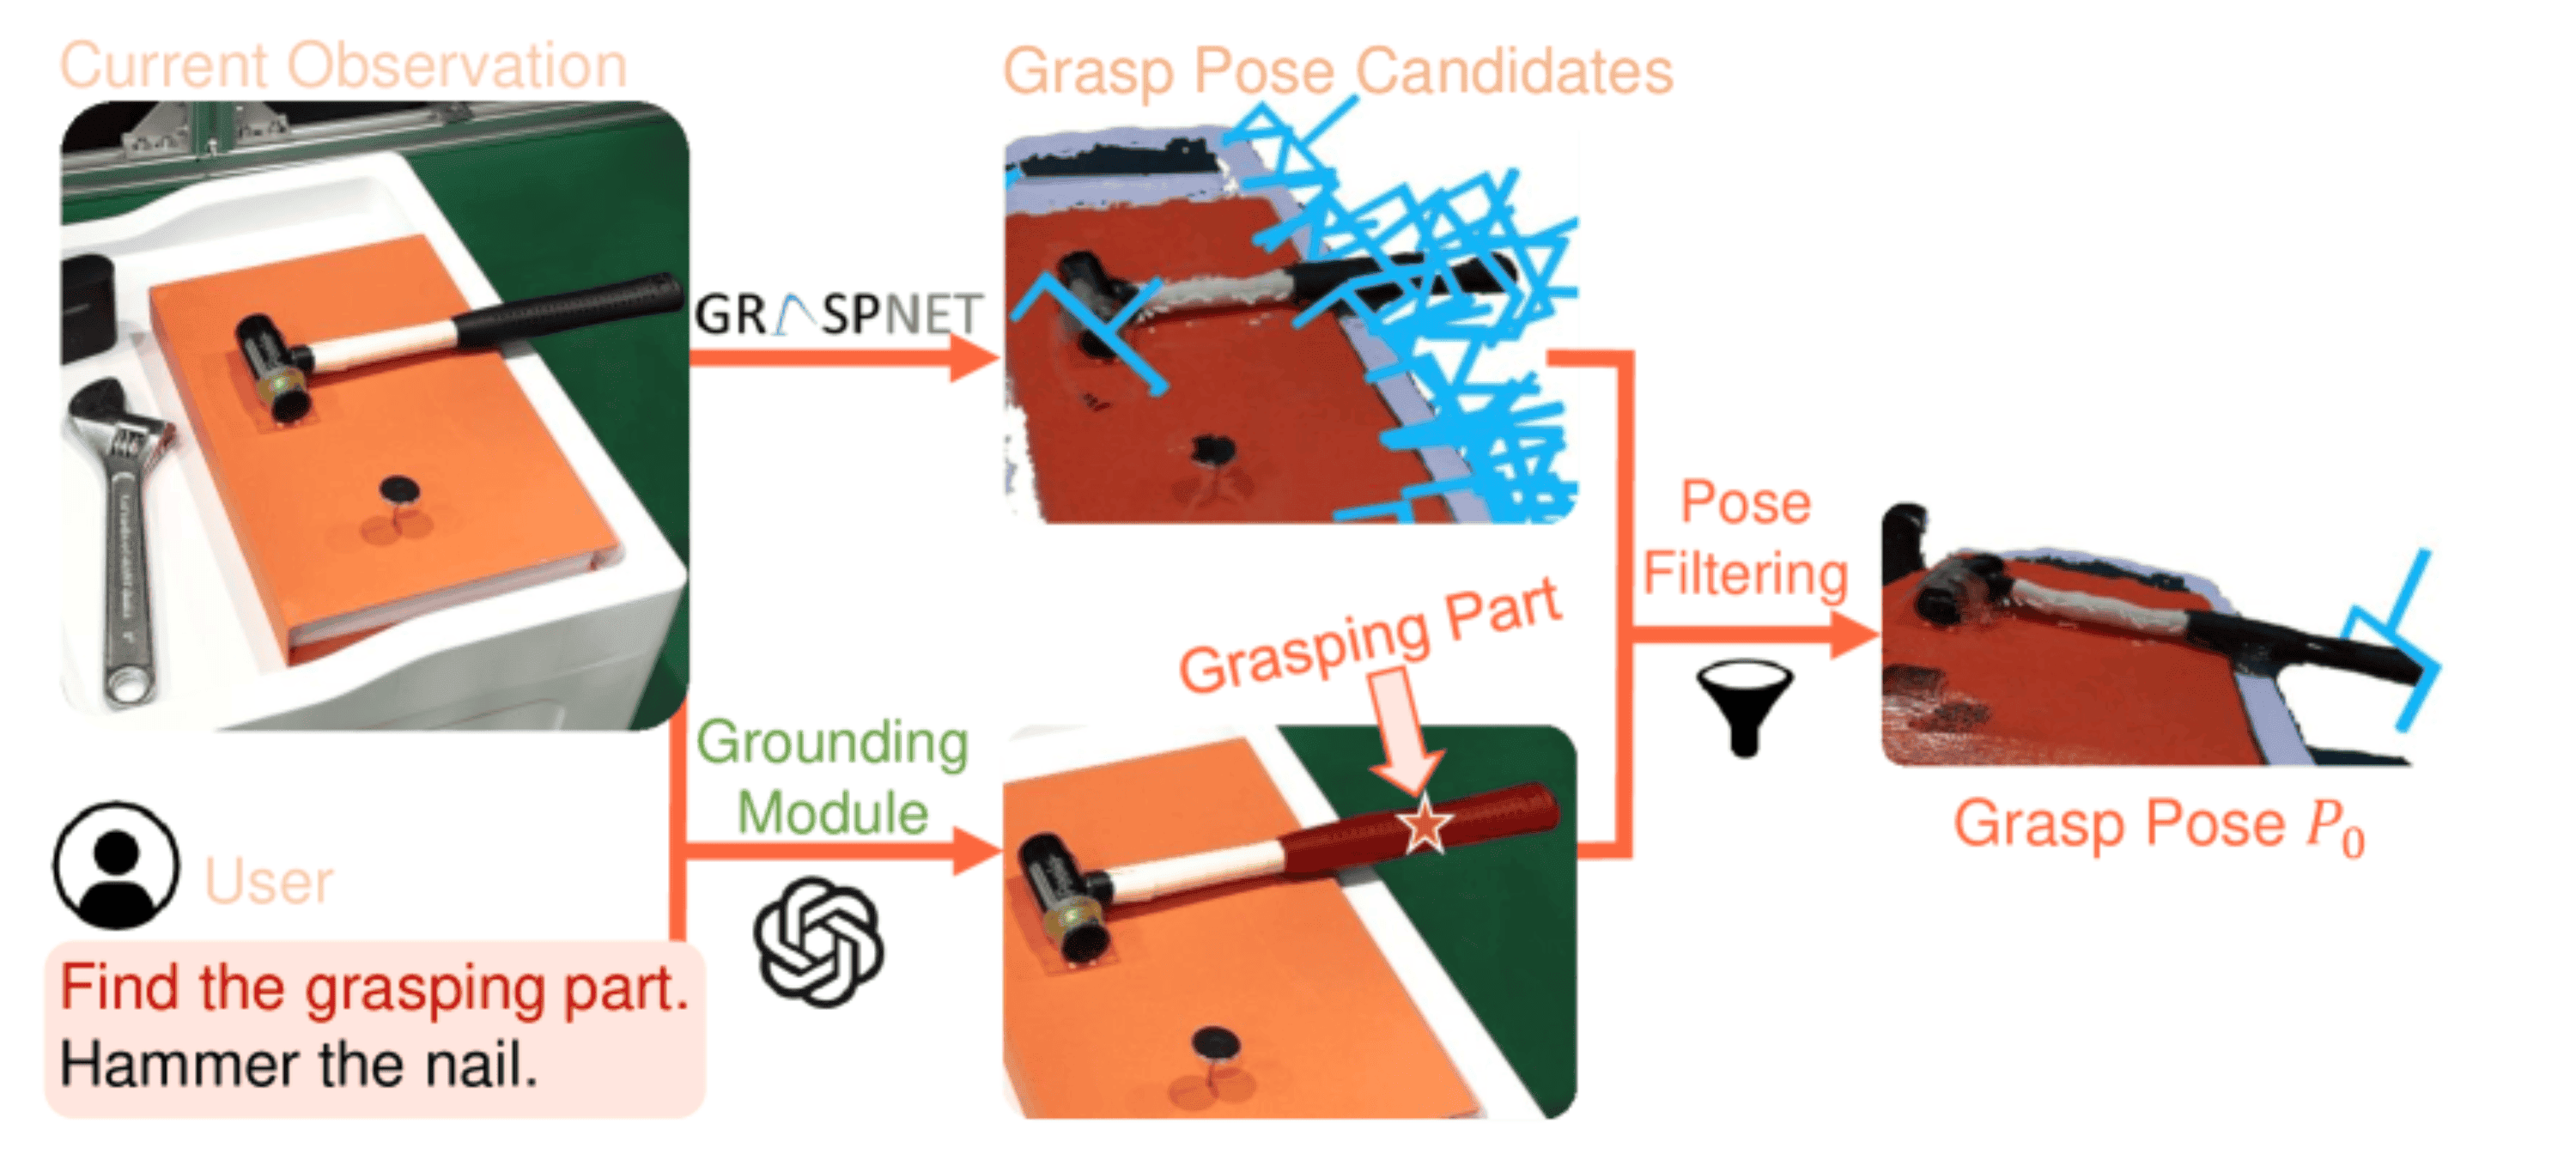 Current Observation
Grasp Pose Candidates
GRASPNET
Pose
Filtering
Grasping Part
Grounding
Module
Grasp Pose P₀
User
Find the grasping part.
Hammer the nail.